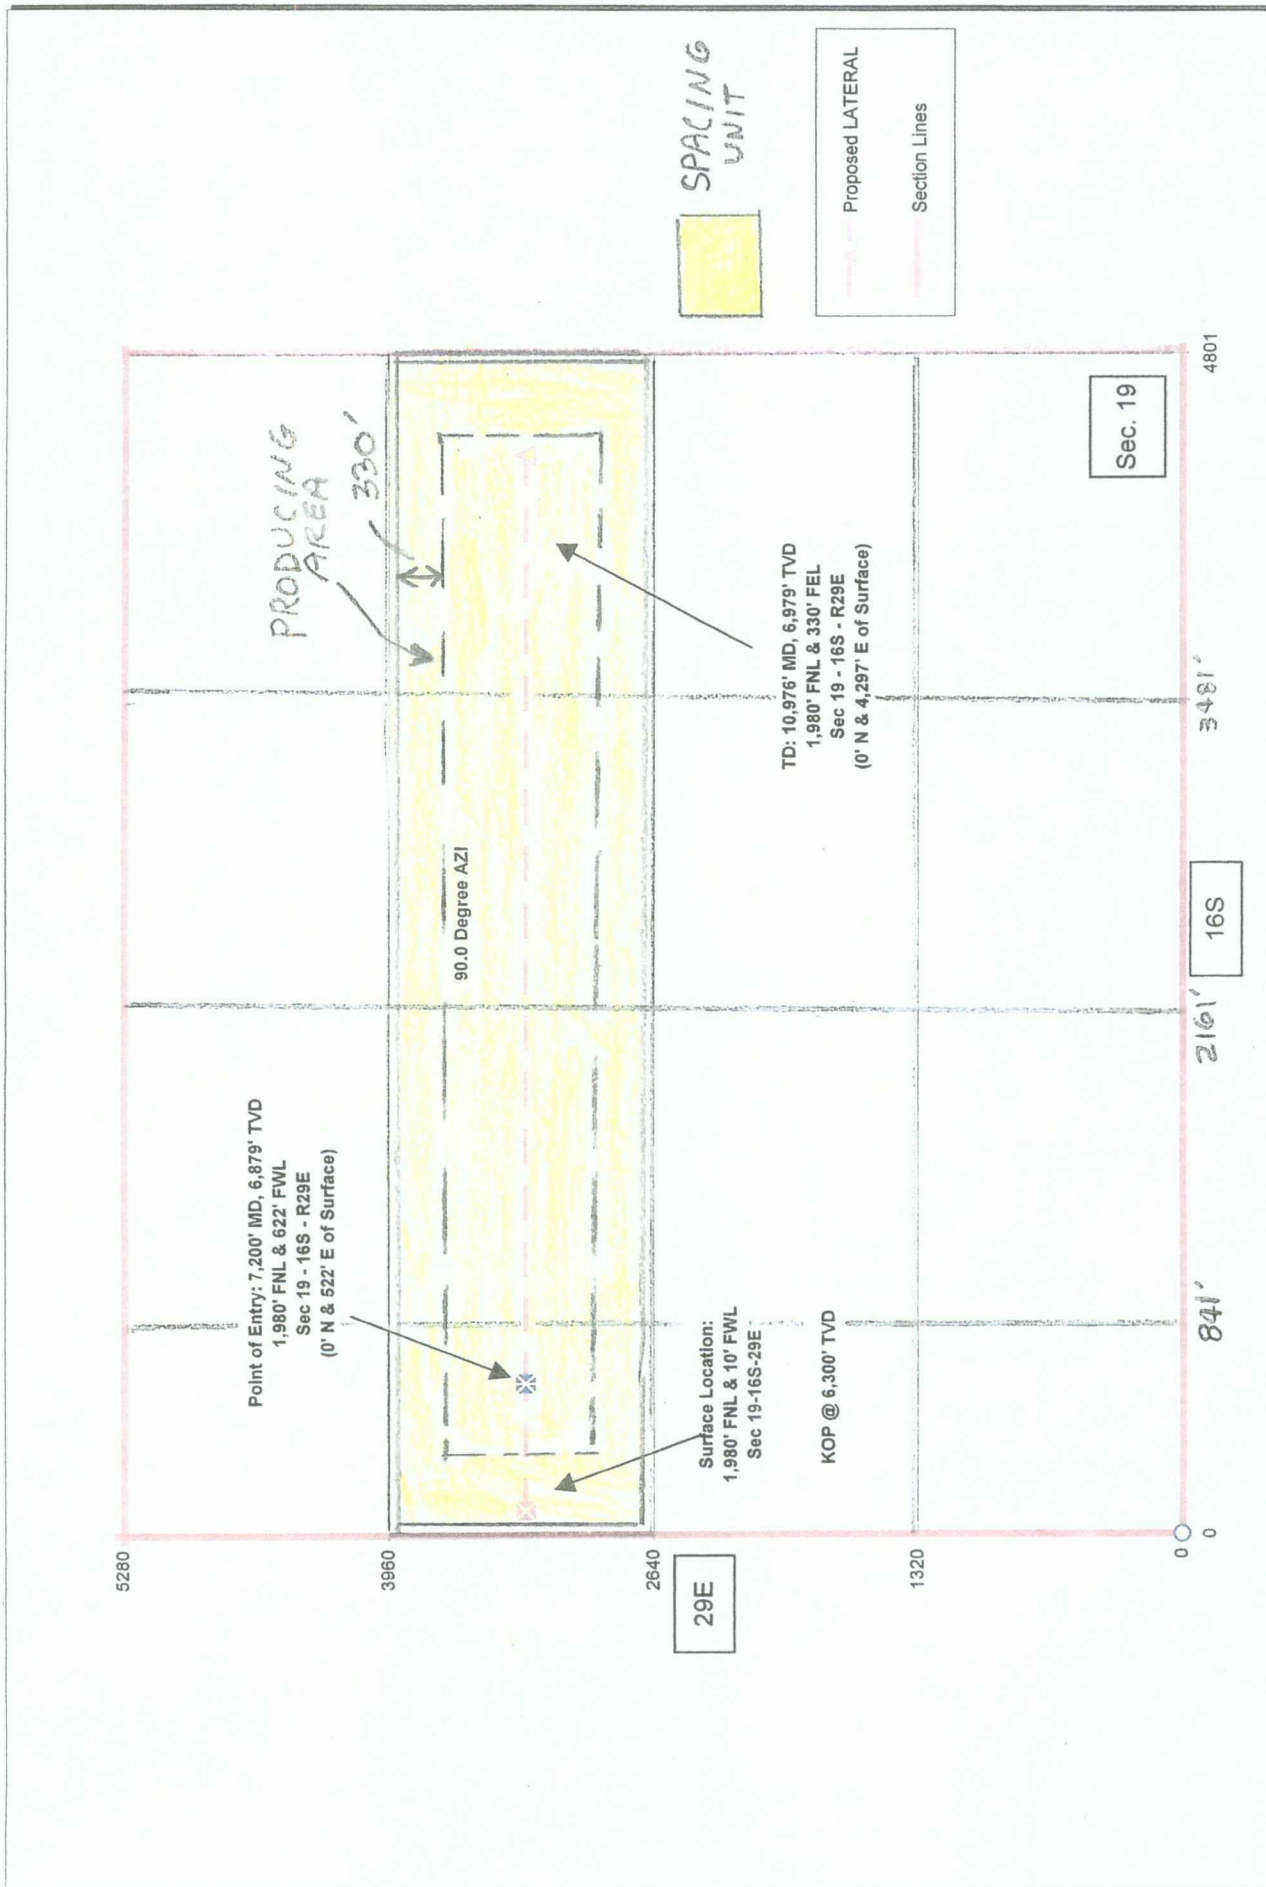 5280
3960
2640
1320
0
0
841'
2161'
3481'
4801
29E
16S
Sec. 19
Point of Entry: 7,200' MD, 6,879' TVD
1,980' FNL & 622' FWL
Sec 19 - 16S - R29E
(0' N & 522' E of Surface)
PRODUCING
AREA
330'
90.0 Degree AZI
Surface Location:
1,980' FNL & 10' FWL
Sec 19-16S-29E
KOP @ 6,300' TVD
TD: 10,976' MD, 6,979' TVD
1,980' FNL & 330' FEL
Sec 19 - 16S - R29E
(0' N & 4,297' E of Surface)
SPACING
UNIT
Proposed LATERAL
Section Lines